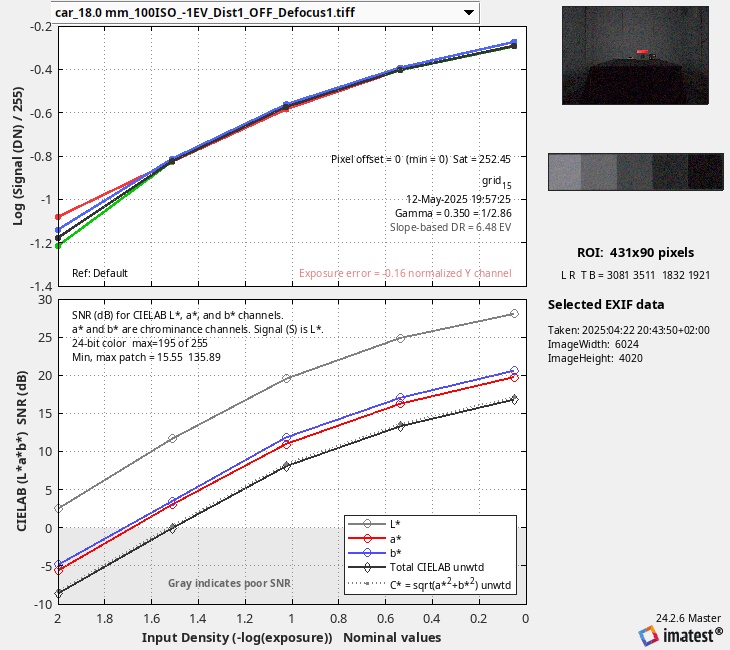 car_18.0 mm_100ISO_-1EV_Dist1_OFF_Defocus1.tiff
-0.2
-0.4
-0.6
-0.8
-1
-1.2
-1.4
Log (Signal (DN) / 255)
Pixel offset = 0 (min = 0) Sat = 252.45
grid15
12-May-2025 19:57:25
Gamma = 0.350 = 1/2.86
Slope-based DR = 6.48 EV
Ref: Default
Exposure error = -0.16 normalized Y channel
30
25
20
15
10
5
0
-5
-10
CIELAB (L*a*b*) SNR (dB)
SNR (dB) for CIELAB L*, a*, and b* channels.
a* and b* are chrominance channels. Signal (S) is L*.
24-bit color max=195 of 255
Min, max patch = 15.55 135.89
Gray indicates poor SNR
L*
a*
b*
Total CIELAB unwtd
C* = sqrt(a*2+b*2) unwtd
2
1.8
1.6
1.4
1.2
1
0.8
0.6
0.4
0.2
0
Input Density (-log(exposure)) Nominal values
ROI: 431x90 pixels
L R T B = 3081 3511 1832 1921
Selected EXIF data
Taken: 2025:04:22 20:43:50+02:00
ImageWidth: 6024
ImageHeight: 4020
24.2.6 Master
imatest®